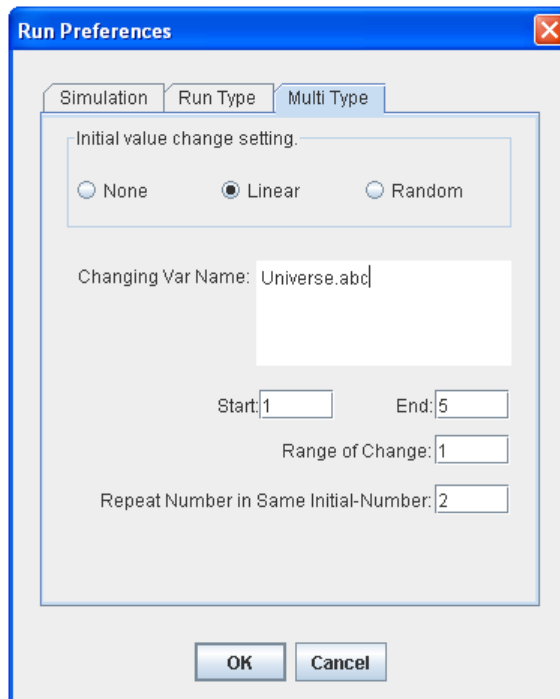 Run Preferences
Simulation Run Type Multi Type
Initial value change setting.
None Linear Random
Changing Var Name: Universe.abc
Start: 1 End: 5
Range of Change: 1
Repeat Number in Same Initial-Number: 2
OK Cancel